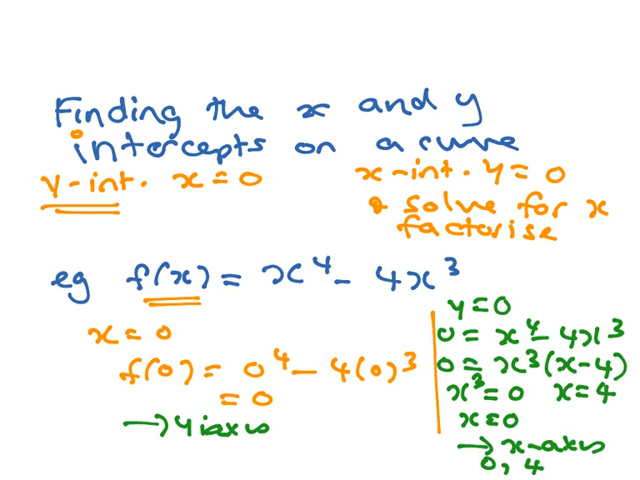 Finding the x and y
intercepts on a curve
y-int. x = 0
x-int. y = 0
& solve for x
factorise
eg f(x) = x⁴ - 4x³
x = 0
f(0) = 0⁴ - 4(0)³
= 0
→ y axis
y = 0
0 = x⁴ - 4x³
0 = x³(x-4)
x³ = 0 x = 4
x = 0
→ x-axis
0, 4